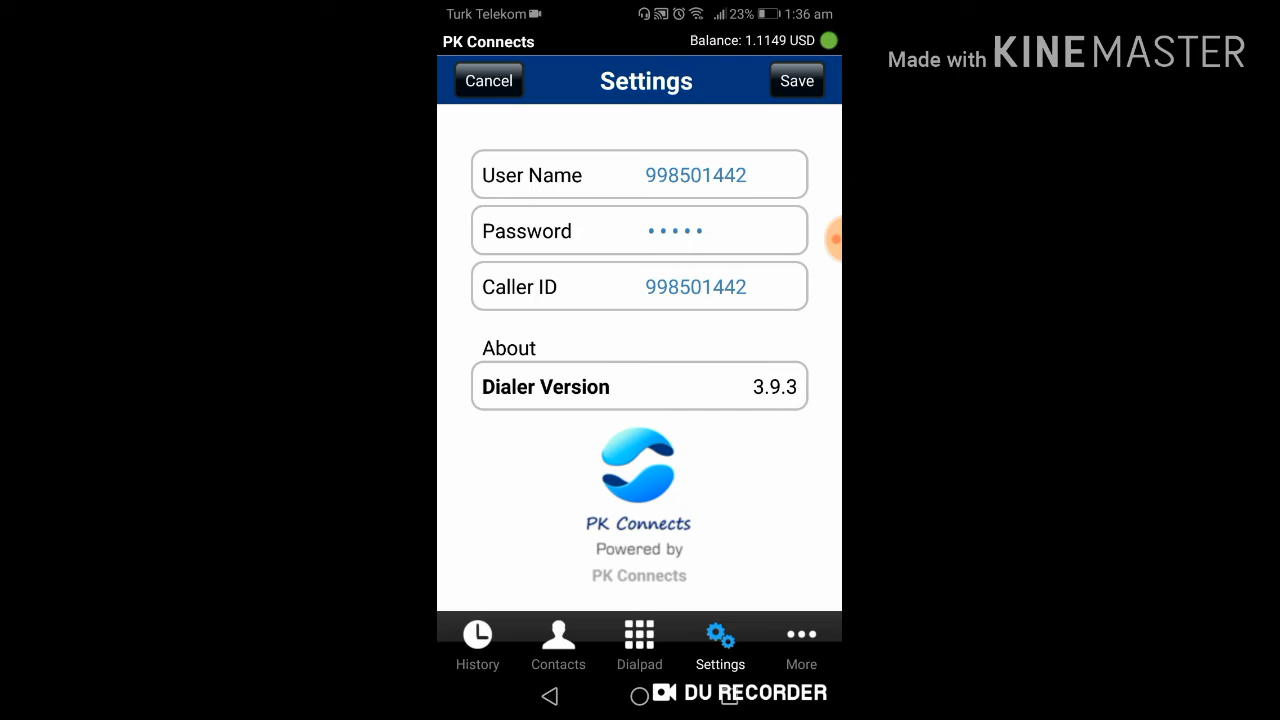 Turk Telekom 23% 1:36 am
PK Connects Balance: 1.1149 USD
Made with KINEMASTER
Cancel Settings Save
User Name 998501442
Password •••••
Caller ID 998501442
About
Dialer Version 3.9.3
PK Connects
Powered by
PK Connects
History Contacts Dialpad Settings More
DU RECORDER